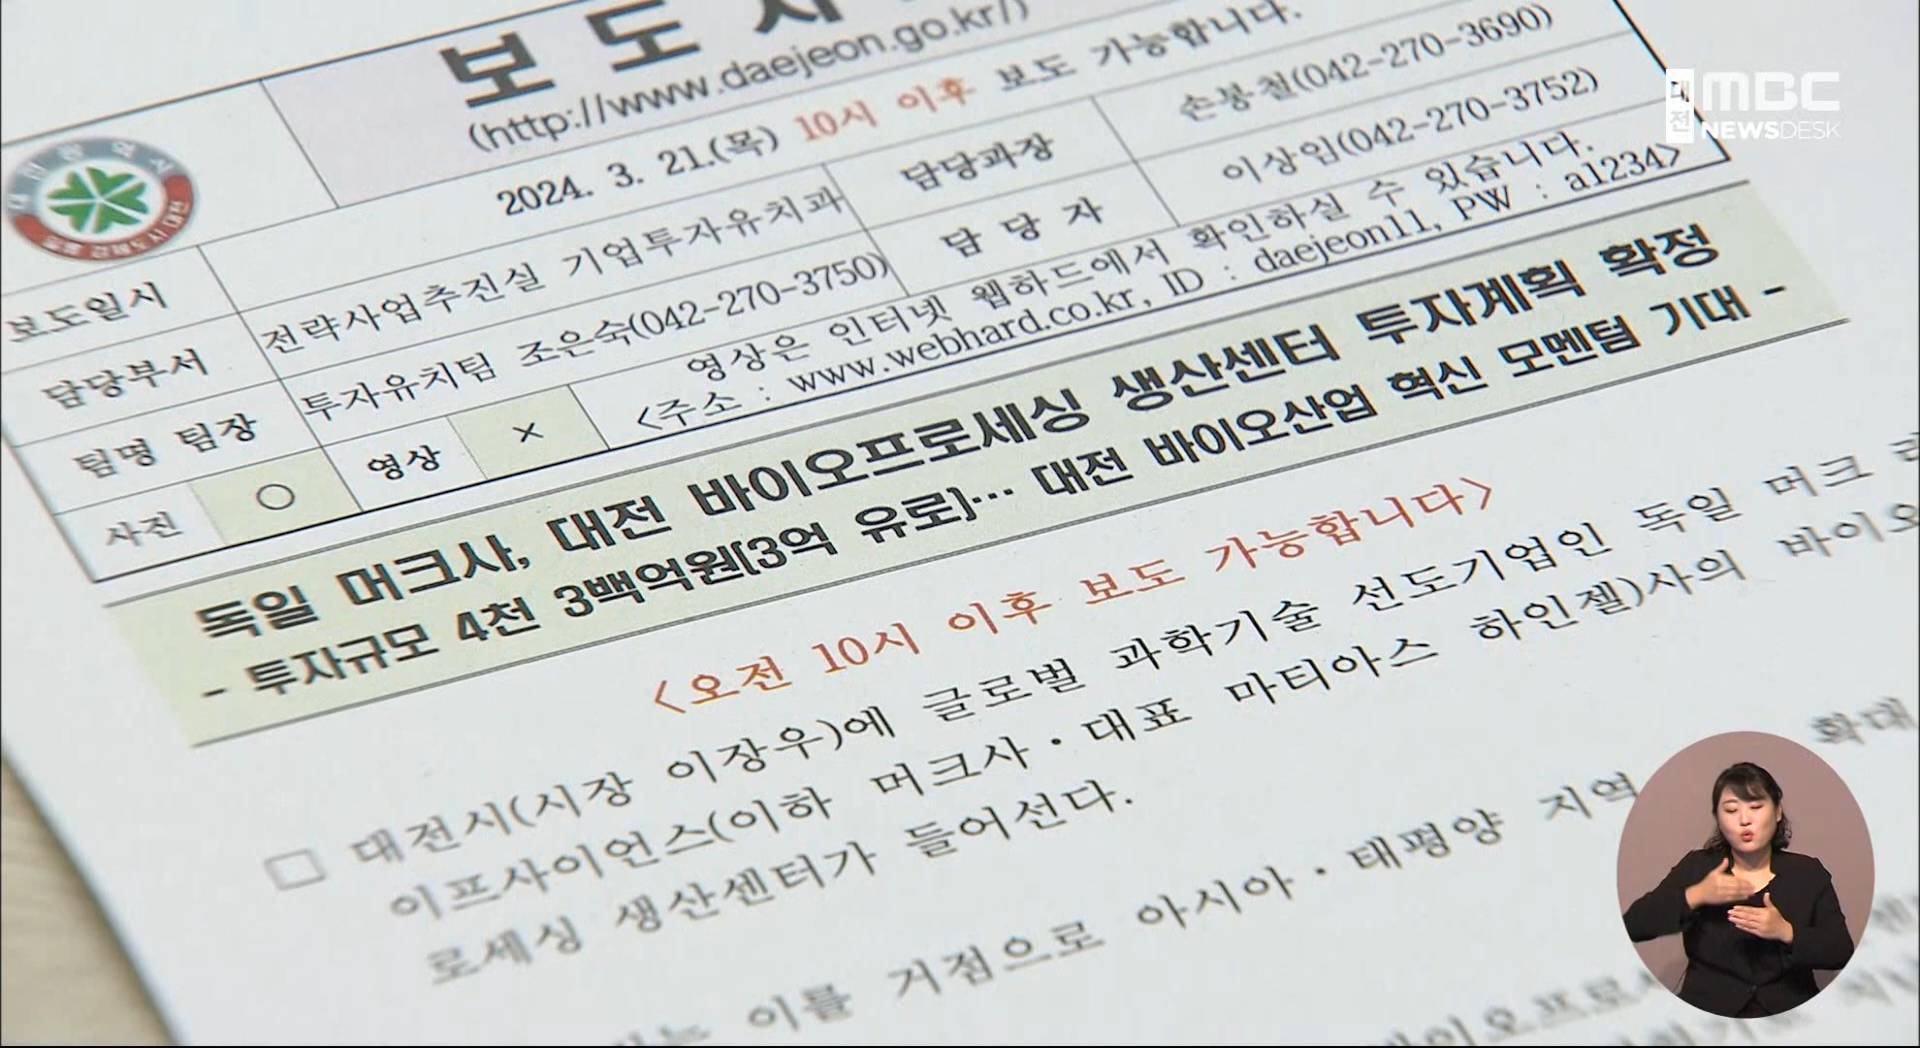 보 도
(http://www.daejeon.go.kr/)
대전 MBC
NEWSDESK
보도일시
2024. 3. 21.(목) 10시 이후 보도 가능합니다.
담당부서
전략사업추진실 기업투자유치과
담당과장
손봉철(042-270-3690)
팀명 팀장
투자유치팀 조은숙(042-270-3750)
담 당 자
이상임(042-270-3752)
사진
○
영상
×
영상은 인터넷 웹하드에서 확인하실 수 있습니다.
<주소 : www.webhard.co.kr, ID : daejeon11, PW : a1234>
독일 머크사, 대전 바이오프로세싱 생산센터 투자계획 확정
- 투자규모 4천 3백억원[3억 유로]… 대전 바이오산업 혁신 모멘텀 기대 -
<오전 10시 이후 보도 가능합니다>
□ 대전시(시장 이장우)에 글로벌 과학기술 선도기업인 독일 머크
이프사이언스(이하 머크사·대표 마티아스 하인젤)사의 바이오
로세싱 생산센터가 들어선다.
이를 거점으로 아시아·태평양 지역
확대